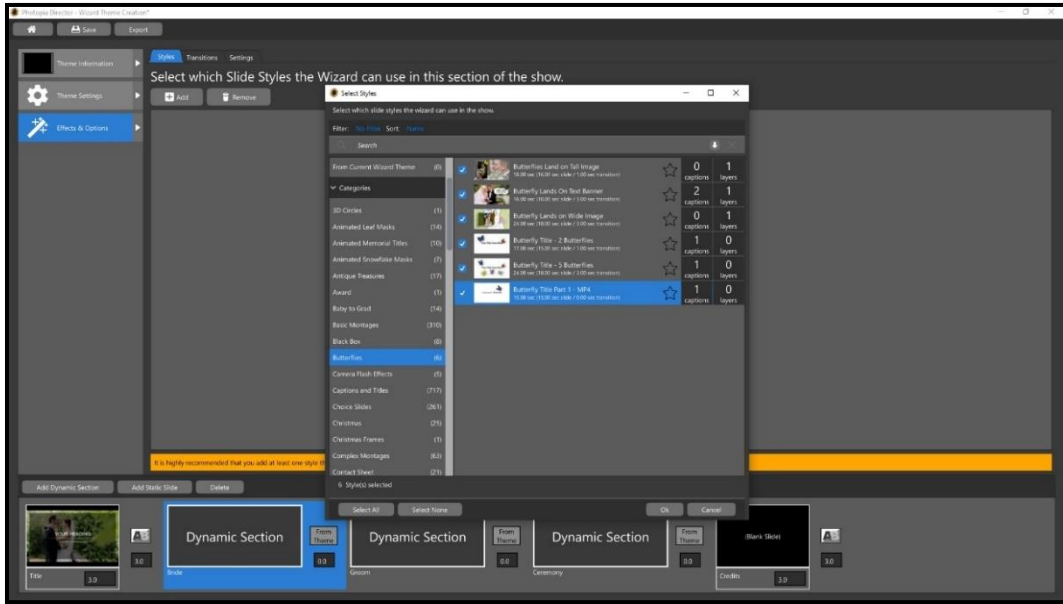 Photopia Director - Wizard Theme Creation*
Save
Export
Theme Information
Theme Settings
Effects & Options
Styles Transitions Settings
Select which Slide Styles the Wizard can use in this section of the show.
Add
Remove
Select Styles
Select which slide styles the wizard can use in the show.
Filter: No Filter Sort: Name
Search
From Current Wizard Theme (0)
Categories
3D Circles (1)
Animated Leaf Masks (14)
Animated Memorial Titles (10)
Animated Snowflake Masks (7)
Antique Treasures (17)
Award (1)
Baby to Grad (14)
Basic Montages (310)
Black Box
Butterflies (6)
Camera Flash Effects
Captions and Titles (717)
Choice Slides (261)
Christmas
Christmas Frames (1)
Complex Montages (63)
Contact Sheet
Butterflies Land on Tall Image
0 captions 1 layers
Butterfly Lands On Text Banner
2 captions 1 layers
Butterfly Lands on Wide Image
0 captions 1 layers
Butterfly Title - 2 Butterflies
1 captions 0 layers
Butterfly Title - 5 Butterflies
1 captions 0 layers
Butterfly Title Part 1 - MP4
1 captions 0 layers
6 Style(s) selected
Select All
Select None
Ok
Cancel
It is highly recommended that you add at least one style
Add Dynamic Section
Add Static Slide
Delete
YOUR HEADING
A
3.0
Title 3.0
Dynamic Section
From Theme
0.0
Bride
Dynamic Section
From Theme
0.0
Groom
Dynamic Section
From Theme
0.0
Ceremony
(Blank Slide)
A
3.0
Credits 3.0